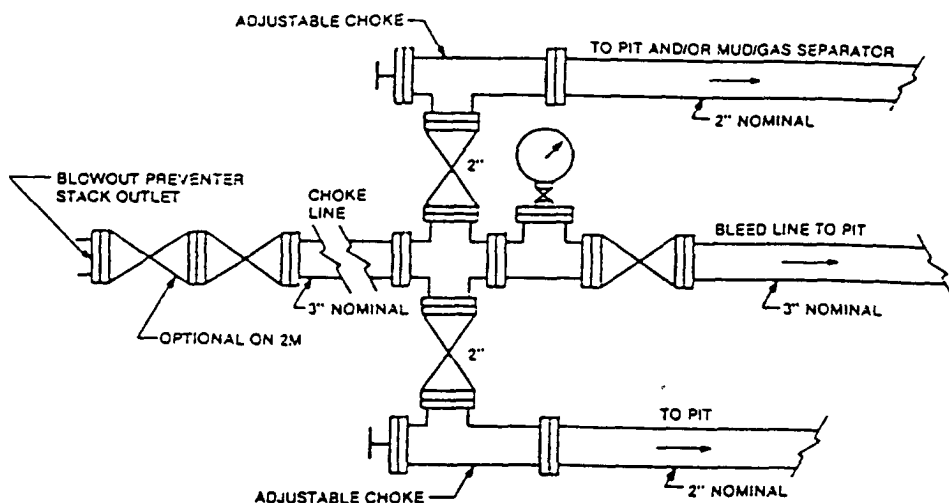 ADJUSTABLE CHOKE
TO PIT AND/OR MUD/GAS SEPARATOR
2" NOMINAL
2"
BLOWOUT PREVENTER
STACK OUTLET
CHOKE
LINE
BLEED LINE TO PIT
3" NOMINAL
3" NOMINAL
OPTIONAL ON 2M
2"
TO PIT
2" NOMINAL
ADJUSTABLE CHOKE